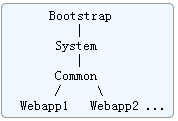 Bootstrap
|
System
|
Common
/ \
Webapp1 Webapp2 ...